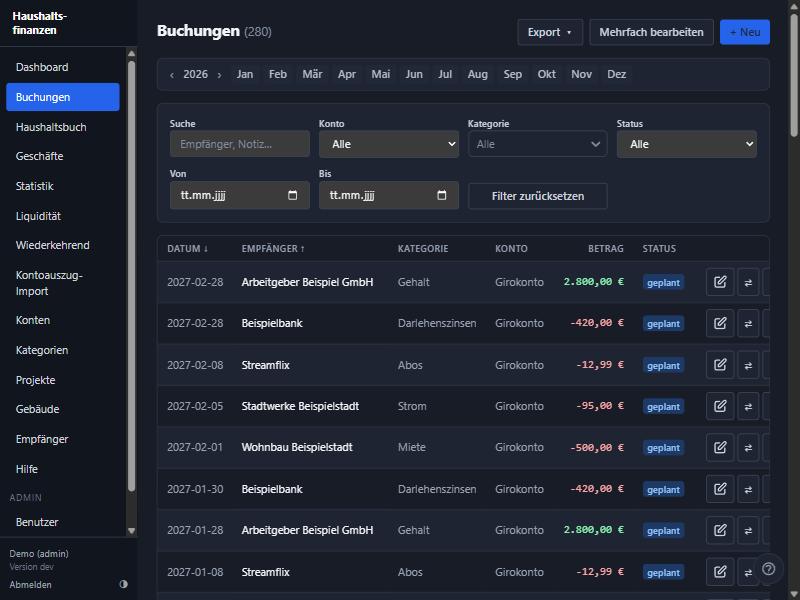 Haushalts-
finanzen
Dashboard
Buchungen
Haushaltsbuch
Geschäfte
Statistik
Liquidität
Wiederkehrend
Kontoauszug-
Import
Konten
Kategorien
Projekte
Gebäude
Empfänger
Hilfe
ADMIN
Benutzer
Demo (admin)
Version dev
Abmelden
Buchungen (280)
Export ▾ Mehrfach bearbeiten + Neu
‹ 2026 › Jan Feb Mär Apr Mai Jun Jul Aug Sep Okt Nov Dez
Suche Konto Kategorie Status
Empfänger, Notiz... Alle Alle Alle
Von Bis
tt.mm.jjjj tt.mm.jjjj Filter zurücksetzen
DATUM ↓ EMPFÄNGER ↑ KATEGORIE KONTO BETRAG STATUS
2027-02-28 Arbeitgeber Beispiel GmbH Gehalt Girokonto 2.800,00 € geplant
2027-02-28 Beispielbank Darlehenszinsen Girokonto -420,00 € geplant
2027-02-08 Streamflix Abos Girokonto -12,99 € geplant
2027-02-05 Stadtwerke Beispielstadt Strom Girokonto -95,00 € geplant
2027-02-01 Wohnbau Beispielstadt Miete Girokonto -500,00 € geplant
2027-01-30 Beispielbank Darlehenszinsen Girokonto -420,00 € geplant
2027-01-28 Arbeitgeber Beispiel GmbH Gehalt Girokonto 2.800,00 € geplant
2027-01-08 Streamflix Abos Girokonto -12,99 € geplant